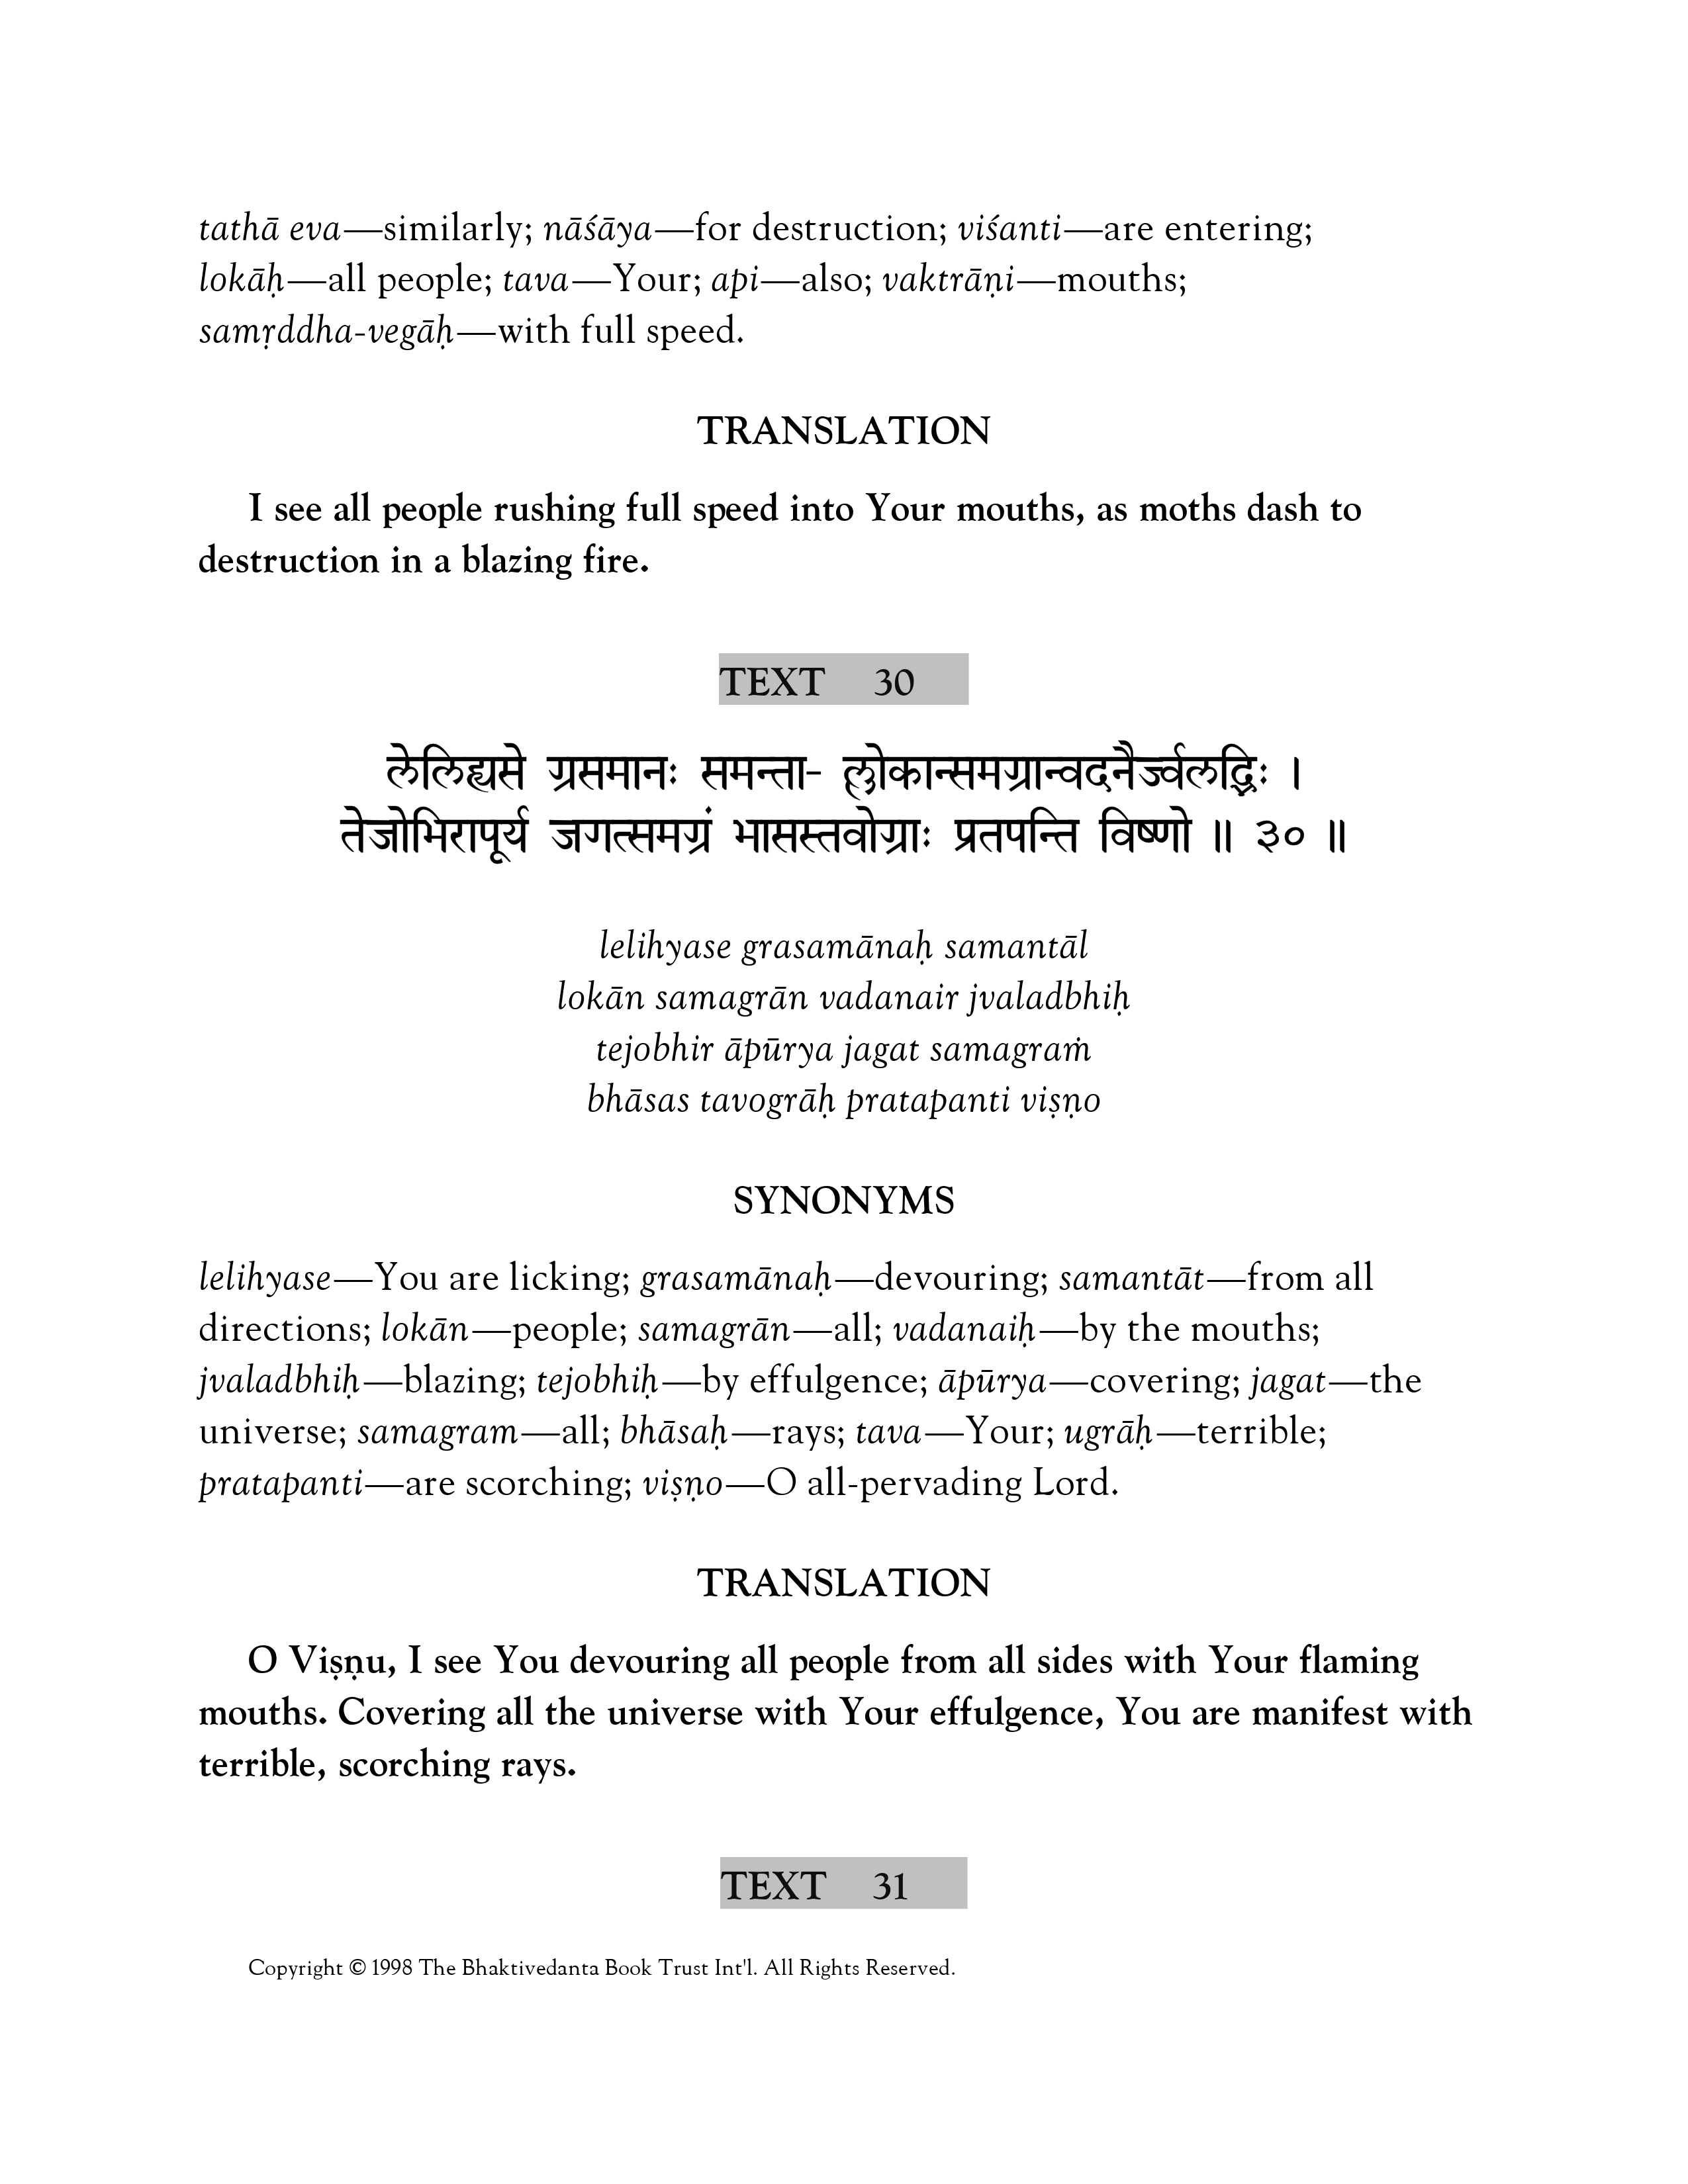 tathā eva—similarly; nāśāya—for destruction; viśanti—are entering;
lokāḥ—all people; tava—Your; api—also; vaktrāṇi—mouths;
samṛddha-vegāḥ—with full speed.
TRANSLATION
I see all people rushing full speed into Your mouths, as moths dash to
destruction in a blazing fire.
TEXT 30
लेलिह्यसे ग्रसमानः समन्ता- ल्लोकान्समग्रान्वदनैर्ज्वलद्भिः ।
तेजोभिरापूर्य जगत्समग्रं भासस्तवोग्राः प्रतपन्ति विष्णो ॥ ३० ॥
lelihyase grasamānaḥ samantāl
lokān samagrān vadanair jvaladbhiḥ
tejobhir āpūrya jagat samagraṁ
bhāsas tavogrāḥ pratapanti viṣṇo
SYNONYMS
lelihyase—You are licking; grasamānaḥ—devouring; samantāt—from all
directions; lokān—people; samagrān—all; vadanaiḥ—by the mouths;
jvaladbhiḥ—blazing; tejobhiḥ—by effulgence; āpūrya—covering; jagat—the
universe; samagram—all; bhāsaḥ—rays; tava—Your; ugrāḥ—terrible;
pratapanti—are scorching; viṣṇo—O all-pervading Lord.
TRANSLATION
O Viṣṇu, I see You devouring all people from all sides with Your flaming
mouths. Covering all the universe with Your effulgence, You are manifest with
terrible, scorching rays.
TEXT 31
Copyright © 1998 The Bhaktivedanta Book Trust Int'l. All Rights Reserved.